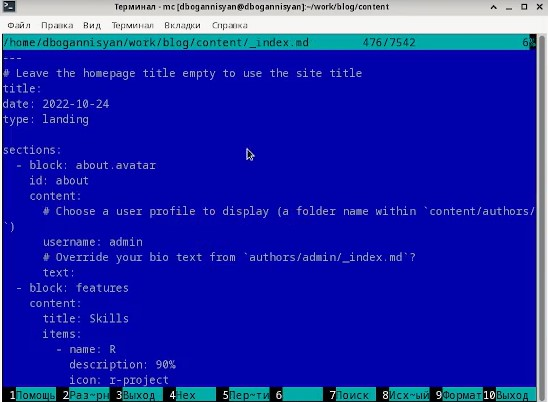 Терминал - mc [dbogannisyan@dbogannisyan]:~/work/blog/content
Файл Правка Вид Терминал Вкладки Справка
/home/dbogannisyan/work/blog/content/_index.md 476/7542 6%
---
# Leave the homepage title empty to use the site title
title:
date: 2022-10-24
type: landing
sections:
- block: about.avatar
id: about
content:
# Choose a user profile to display (a folder name within `content/authors/
`)
username: admin
# Override your bio text from `authors/admin/_index.md`?
text:
- block: features
content:
title: Skills
items:
- name: R
description: 90%
icon: r-project
1Помощь 2Раз~рн 3Выход 4Hex 5Пер~ти 6 7Поиск 8Исх~ый 9Формат 10Выход